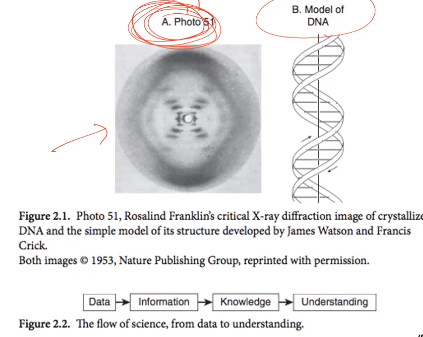 A. Photo 51
B. Model of
DNA
Figure 2.1. Photo 51, Rosalind Franklin's critical X-ray diffraction image of crystallize
DNA and the simple model of its structure developed by James Watson and Francis
Crick.
Both images © 1953, Nature Publishing Group, reprinted with permission.
Data Information Knowledge Understanding
Figure 2.2. The flow of science, from data to understanding.